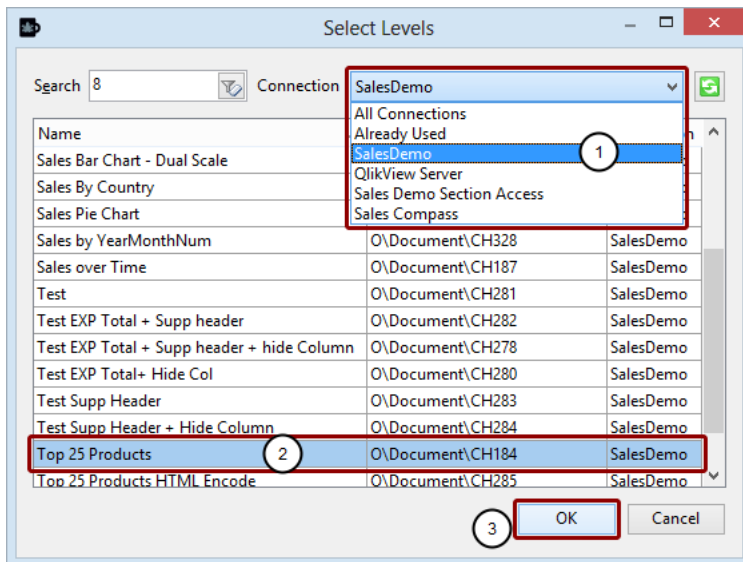 Select Levels
Search 8 Connection SalesDemo
All Connections
Name Already Used n
Sales Bar Chart - Dual Scale SalesDemo 1
Sales By Country QlikView Server
Sales Demo Section Access
Sales Pie Chart Sales Compass
Sales by YearMonthNum O\Document\CH328 SalesDemo
Sales over Time O\Document\CH187 SalesDemo
Test O\Document\CH281 SalesDemo
Test EXP Total + Supp header O\Document\CH282 SalesDemo
Test EXP Total + Supp header + hide Column O\Document\CH278 SalesDemo
Test EXP Total+ Hide Col O\Document\CH280 SalesDemo
Test Supp Header O\Document\CH283 SalesDemo
Test Supp Header + Hide Column O\Document\CH284 SalesDemo
Top 25 Products 2 O\Document\CH184 SalesDemo
Top 25 Products HTML Encode O\Document\CH285 SalesDemo
3 OK Cancel